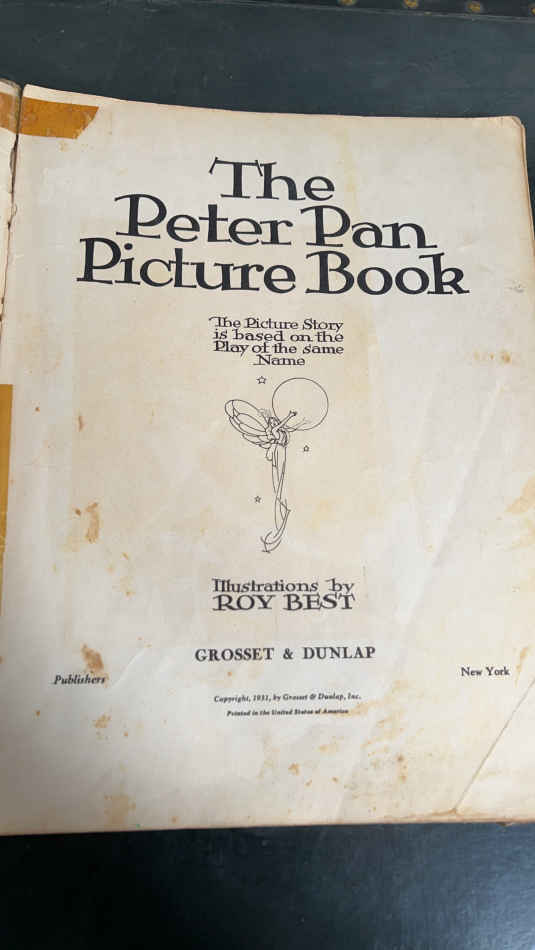 The
Peter Pan
Picture Book
The Picture Story
is based on the
Play of the same
Name
Illustrations by
ROY BEST
GROSSET & DUNLAP
Publishers
New York
Copyright, 1931, by Grosset & Dunlap, Inc.
Printed in the United States of America